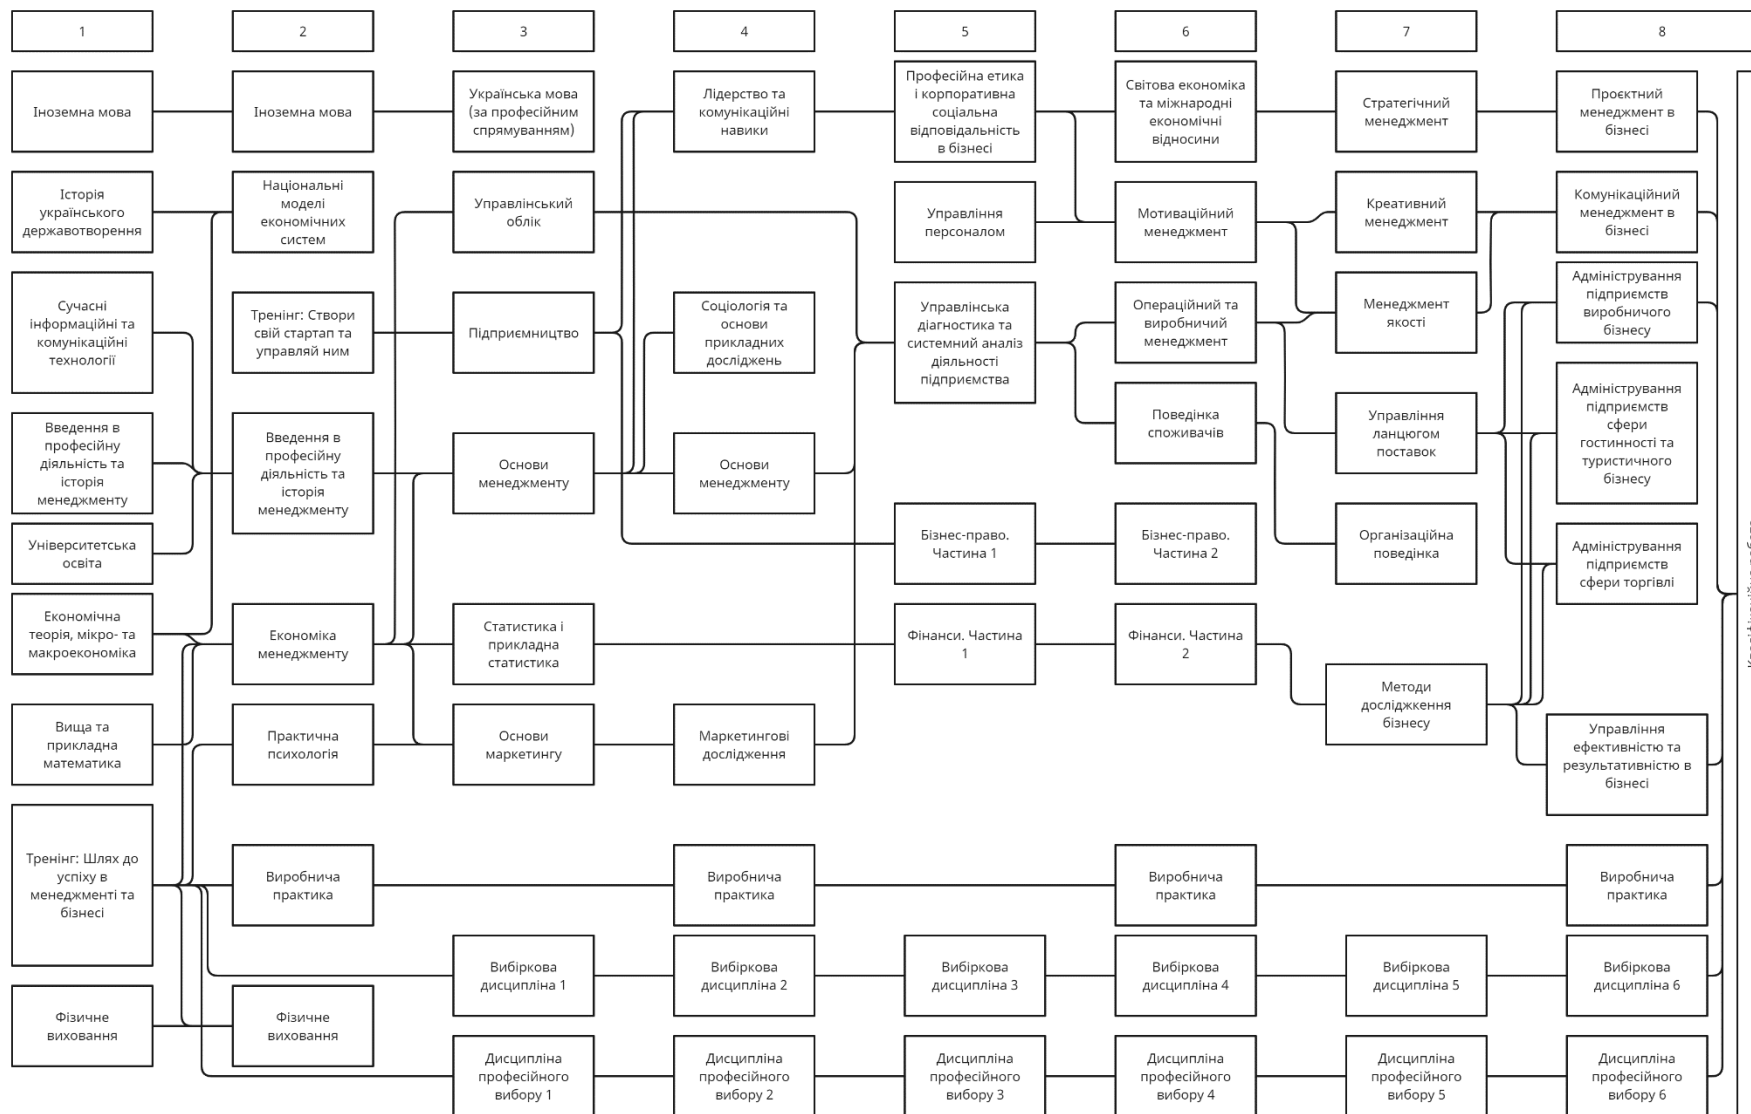 1
2
3
4
5
6
7
8
Іноземна мова
Іноземна мова
Українська мова
(за професійним
спрямуванням)
Лідерство та
комунікаційні
навики
Професійна етика
і корпоративна
соціальна
відповідальність
в бізнесі
Світова економіка
та міжнародні
економічні
відносини
Стратегічний
менеджмент
Проєктний
менеджмент в
бізнесі
Історія
українського
державотворення
Національні
моделі
економічних
систем
Управлінський
облік
Управління
персоналом
Мотиваційний
менеджмент
Креативний
менеджмент
Комунікаційний
менеджмент в
бізнесі
Сучасні
інформаційні та
комунікаційні
технології
Тренінг: Створи
свій стартап та
управляй ним
Підприємництво
Соціологія та
основи
прикладних
досліджень
Управлінська
діагностика та
системний аналіз
діяльності
підприємства
Операційний та
виробничий
менеджмент
Менеджмент
якості
Адміністрування
підприємств
виробничого
бізнесу
Введення в
професійну
діяльність та
історія
менеджменту
Введення в
професійну
діяльність та
історія
менеджменту
Основи
менеджменту
Основи
менеджменту
Поведінка
споживачів
Управління
ланцюгом
поставок
Адміністрування
підприємств
сфери
гостинності та
туристичного
бізнесу
Університетська
освіта
Бізнес-право.
Частина 1
Бізнес-право.
Частина 2
Організаційна
поведінка
Адміністрування
підприємств
сфери торгівлі
Економічна
теорія, мікро- та
макроекономіка
Економіка
менеджменту
Статистика і
прикладна
статистика
Фінанси. Частина
1
Фінанси. Частина
2
Методи
дослідження
бізнесу
Вища та
прикладна
математика
Практична
психологія
Основи
маркетингу
Маркетингові
дослідження
Управління
ефективністю та
результативністю в
бізнесі
Тренінг: Шлях до
успіху в
менеджменті та
бізнесі
Виробнича
практика
Виробнича
практика
Виробнича
практика
Виробнича
практика
Вибіркова
дисципліна 1
Вибіркова
дисципліна 2
Вибіркова
дисципліна 3
Вибіркова
дисципліна 4
Вибіркова
дисципліна 5
Вибіркова
дисципліна 6
Фізичне
виховання
Фізичне
виховання
Дисципліна
професійного
вибору 1
Дисципліна
професійного
вибору 2
Дисципліна
професійного
вибору 3
Дисципліна
професійного
вибору 4
Дисципліна
професійного
вибору 5
Дисципліна
професійного
вибору 6